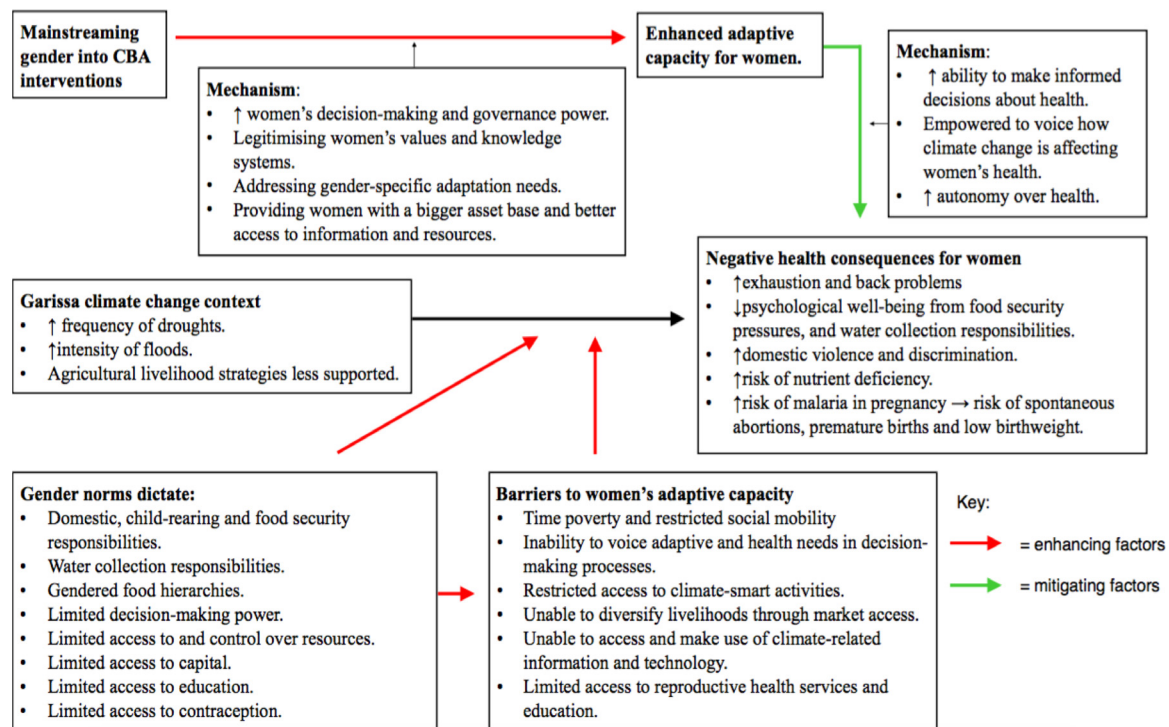 Mainstreaming
gender into CBA
interventions
Enhanced adaptive
capacity for women.
Mechanism:
• ↑ women’s decision-making and governance power.
• Legitimising women’s values and knowledge
systems.
• Addressing gender-specific adaptation needs.
• Providing women with a bigger asset base and better
access to information and resources.
Mechanism:
• ↑ ability to make informed
decisions about health.
• Empowered to voice how
climate change is affecting
women’s health.
• ↑ autonomy over health.
Garissa climate change context
• ↑ frequency of droughts.
• ↑intensity of floods.
• Agricultural livelihood strategies less supported.
Negative health consequences for women
• ↑exhaustion and back problems
• ↓psychological well-being from food security
pressures, and water collection responsibilities.
• ↑domestic violence and discrimination.
• ↑risk of nutrient deficiency.
• ↑risk of malaria in pregnancy → risk of spontaneous
abortions, premature births and low birthweight.
Gender norms dictate:
• Domestic, child-rearing and food security
responsibilities.
• Water collection responsibilities.
• Gendered food hierarchies.
• Limited decision-making power.
• Limited access to and control over resources.
• Limited access to capital.
• Limited access to education.
• Limited access to contraception.
Barriers to women’s adaptive capacity
• Time poverty and restricted social mobility
• Inability to voice adaptive and health needs in decision-
making processes.
• Restricted access to climate-smart activities.
• Unable to diversify livelihoods through market access.
• Unable to access and make use of climate-related
information and technology.
• Limited access to reproductive health services and
education.
Key:
= enhancing factors
= mitigating factors